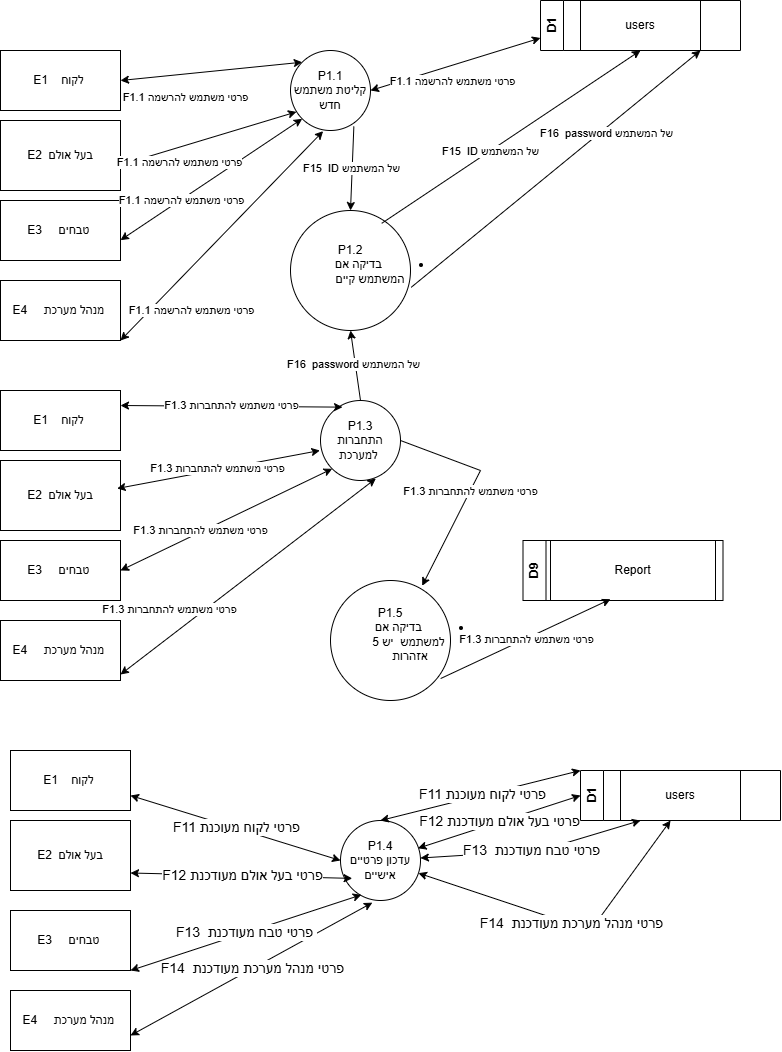 D1
users
E1 לקוח
P1.1
קליטת משתמש
חדש
פרטי משתמש להרשמה F1.1
פרטי משתמש להרשמה F1.1
E2 בעל אולם
פרטי משתמש להרשמה F1.1
F15 ID של המשתמש
F15 ID של המשתמש
F16 password של המשתמש
פרטי משתמש להרשמה F1.1
E3 טבחים
P1.2
בדיקה אם
המשתמש קיים
E4 מנהל מערכת
פרטי משתמש להרשמה F1.1
F16 password של המשתמש
E1 לקוח
פרטי משתמש להתחברות F1.3
P1.3
התחברות
למערכת
פרטי משתמש להתחברות F1.3
E2 בעל אולם
פרטי משתמש להתחברות F1.3
פרטי משתמש להתחברות F1.3
E3 טבחים
D9
Report
פרטי משתמש להתחברות F1.3
P1.5
בדיקה אם
למשתמש יש 5
אזהרות
פרטי משתמש להתחברות F1.3
E4 מנהל מערכת
E1 לקוח
D1
users
פרטי לקוח מעוכנת F11
פרטי לקוח מעוכנת F11
פרטי בעל אולם מעודכנת F12
E2 בעל אולם
P1.4
עדכון פרטיים
אישיים
פרטי טבח מעודכנת F13
פרטי בעל אולם מעודכנת F12
פרטי מנהל מערכת מעודכנת F14
E3 טבחים
פרטי טבח מעודכנת F13
פרטי מנהל מערכת מעודכנת F14
E4 מנהל מערכת